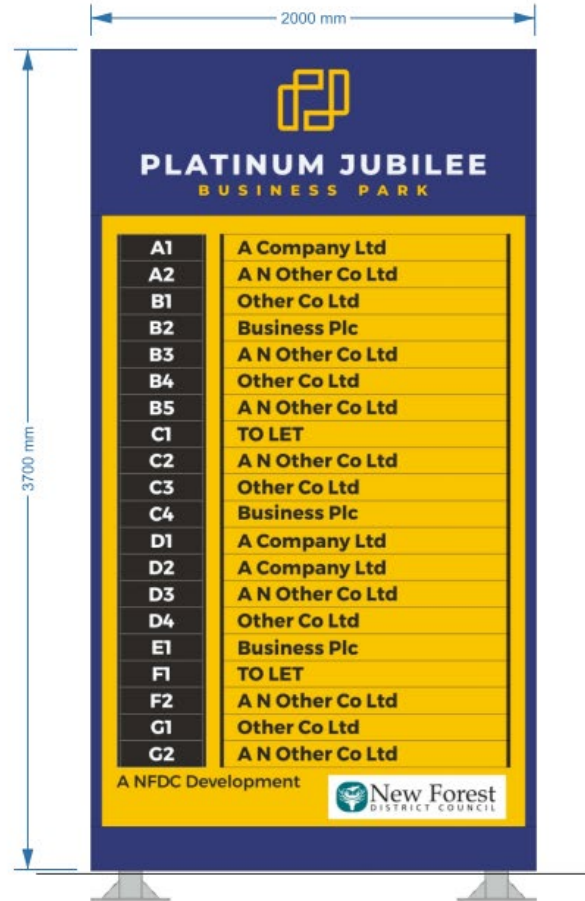 2000 mm
3700 mm
PLATINUM JUBILEE
BUSINESS PARK
A1 A Company Ltd
A2 A N Other Co Ltd
B1 Other Co Ltd
B2 Business Plc
B3 A N Other Co Ltd
B4 Other Co Ltd
B5 A N Other Co Ltd
C1 TO LET
C2 A N Other Co Ltd
C3 Other Co Ltd
C4 Business Plc
D1 A Company Ltd
D2 A Company Ltd
D3 A N Other Co Ltd
D4 Other Co Ltd
E1 Business Plc
F1 TO LET
F2 A N Other Co Ltd
G1 Other Co Ltd
G2 A N Other Co Ltd
A NFDC Development
New Forest
DISTRICT COUNCIL